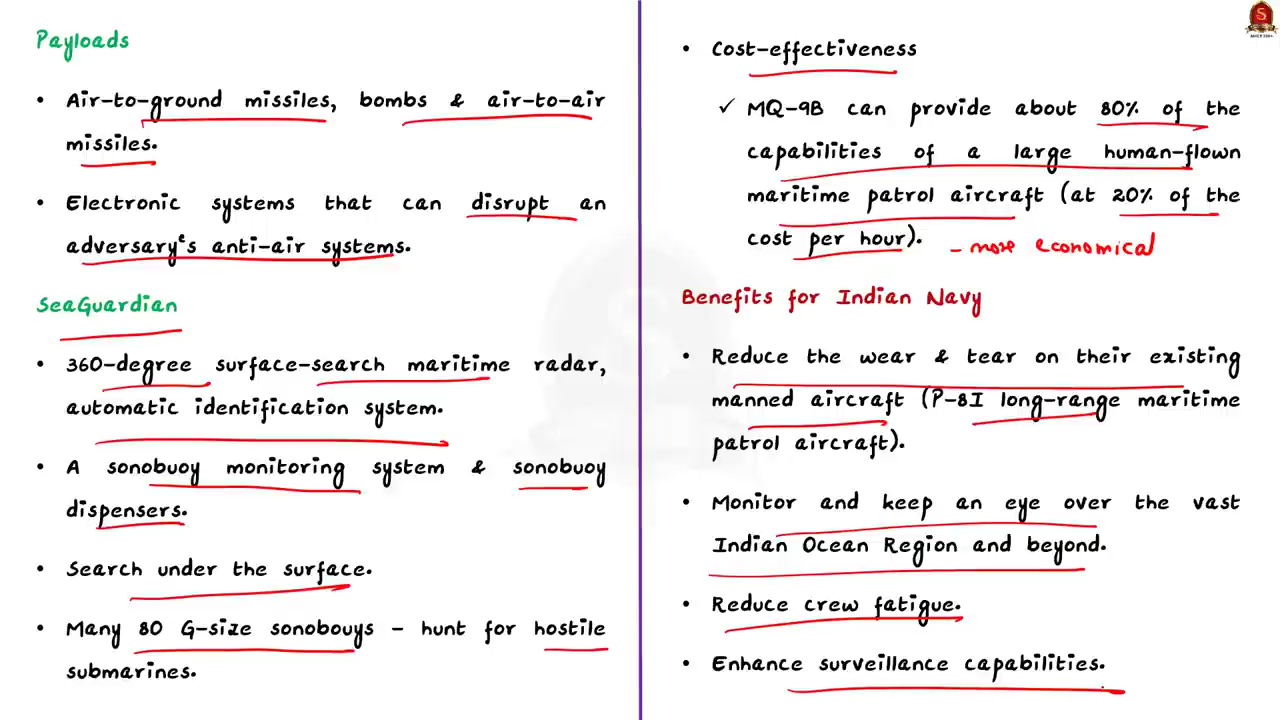 Payloads
• Air-to-ground missiles, bombs & air-to-air
missiles.
• Electronic systems that can disrupt an
adversary's anti-air systems.
SeaGuardian
• 360-degree surface-search maritime radar,
automatic identification system.
• A sonobuoy monitoring system & sonobuoy
dispensers.
• Search under the surface.
• Many 80 G-size sonobouys – hunt for hostile
submarines.
• Cost-effectiveness
✓ MQ-9B can provide about 80% of the
capabilities of a large human-flown
maritime patrol aircraft (at 20% of the
cost per hour).
– more economical
Benefits for Indian Navy
• Reduce the wear & tear on their existing
manned aircraft (P-8I long-range maritime
patrol aircraft).
• Monitor and keep an eye over the vast
Indian Ocean Region and beyond.
• Reduce crew fatigue.
• Enhance surveillance capabilities.
S